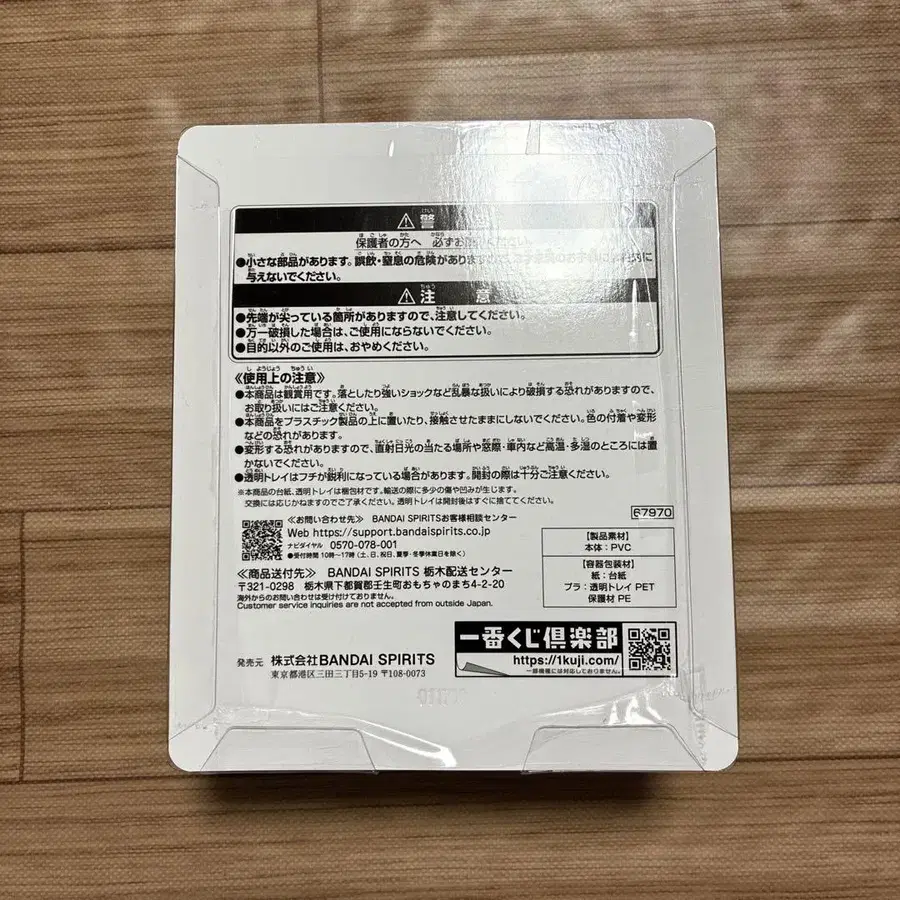 ⚠警
保護者の方へ 必ずお
●小さな部品があります。誤飲・窒息の危険がありますので、
与えないでください。
⚠注 意
●先端が尖っている箇所がありますので、注意してください。
●万一破損した場合は、ご使用にならないでください。
●目的以外のご使用は、おやめください。
《使用上の注意》
●本商品は観賞用です。落としたり強いショックなど乱暴な扱いにより破損する恐れがありますので、
お取り扱いにはご注意ください。
●本商品をプラスチック製品の上に置いたり、接触させたままにしないでください。色の付着や変形
などの恐れがあります。
●変形する恐れがありますので、直射日光の当たる場所や窓際・車内など高温・多湿のところには置
かないでください。
●透明トレイはフチが鋭利になっている場合があります。開封の際は十分ご注意ください。
※本商品の台紙、透明トレイは梱包材です。輸送の際に多少の傷や凹みが生じます。
交換には応じかねますのでご了承ください。透明トレイは開封後はすぐに捨ててください。
67970
≪お問い合わせ先≫ BANDAI SPIRITSお客様相談センター
Web https://support.bandaispirits.co.jp
ナビダイヤル 0570-078-001
●受付時間 10時〜17時(土、日、祝日、夏季・冬季休業日を除く)
≪商品送付先≫ BANDAI SPIRITS 栃木配送センター
〒321-0298 栃木県下都賀郡壬生町おもちゃのまち4-2-20
海外からのお問い合わせは受け付けておりません。
Customer service inquiries are not accepted from outside Japan.
【製品素材】
本体：PVC
【容器包装材】
紙：台紙
プラ：透明トレイ PET
保護材 PE
発売元 株式会社BANDAI SPIRITS
東京都港区三田三丁目5-19 〒108-0073
一番くじ倶楽部
https://1kuji.com/
一部機種には対応しておりません。